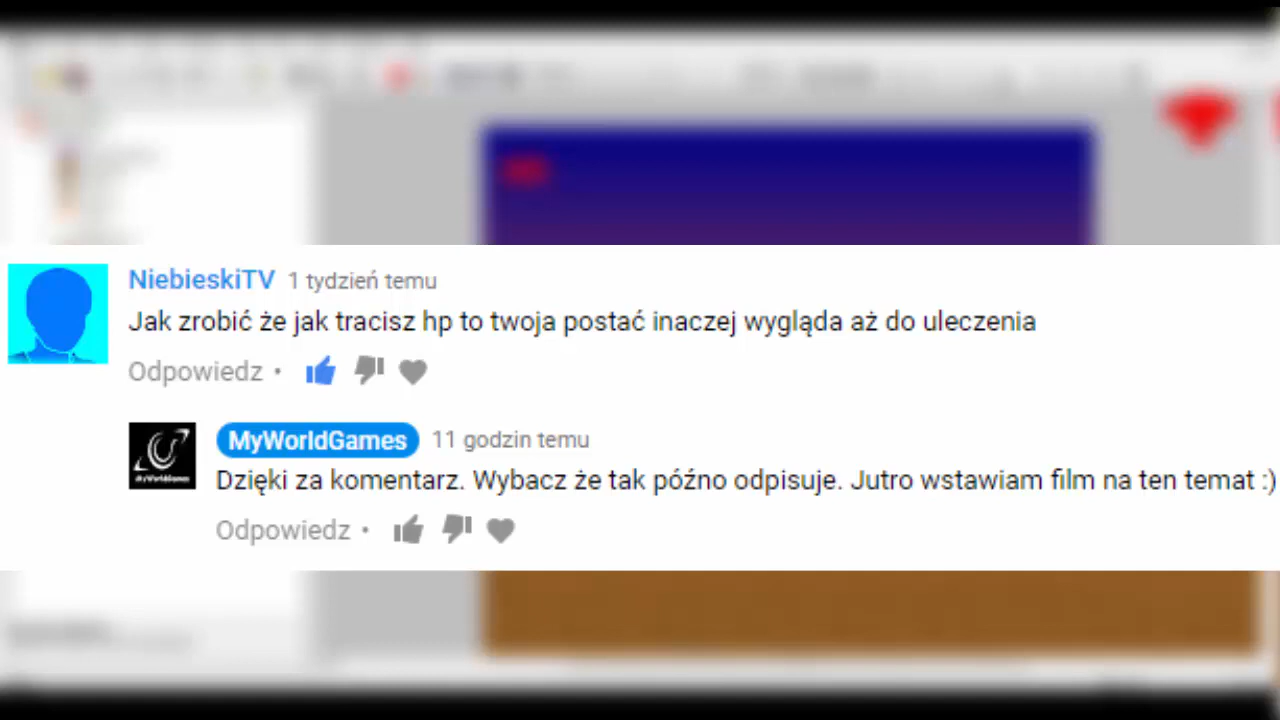 NiebieskiTV 1 tydzień temu
Jak zrobić że jak tracisz hp to twoja postać inaczej wygląda aż do uleczenia
Odpowiedz •
MyWorldGames 11 godzin temu
Dzięki za komentarz. Wybacz że tak późno odpisuje. Jutro wstawiam film na ten temat :)
Odpowiedz •